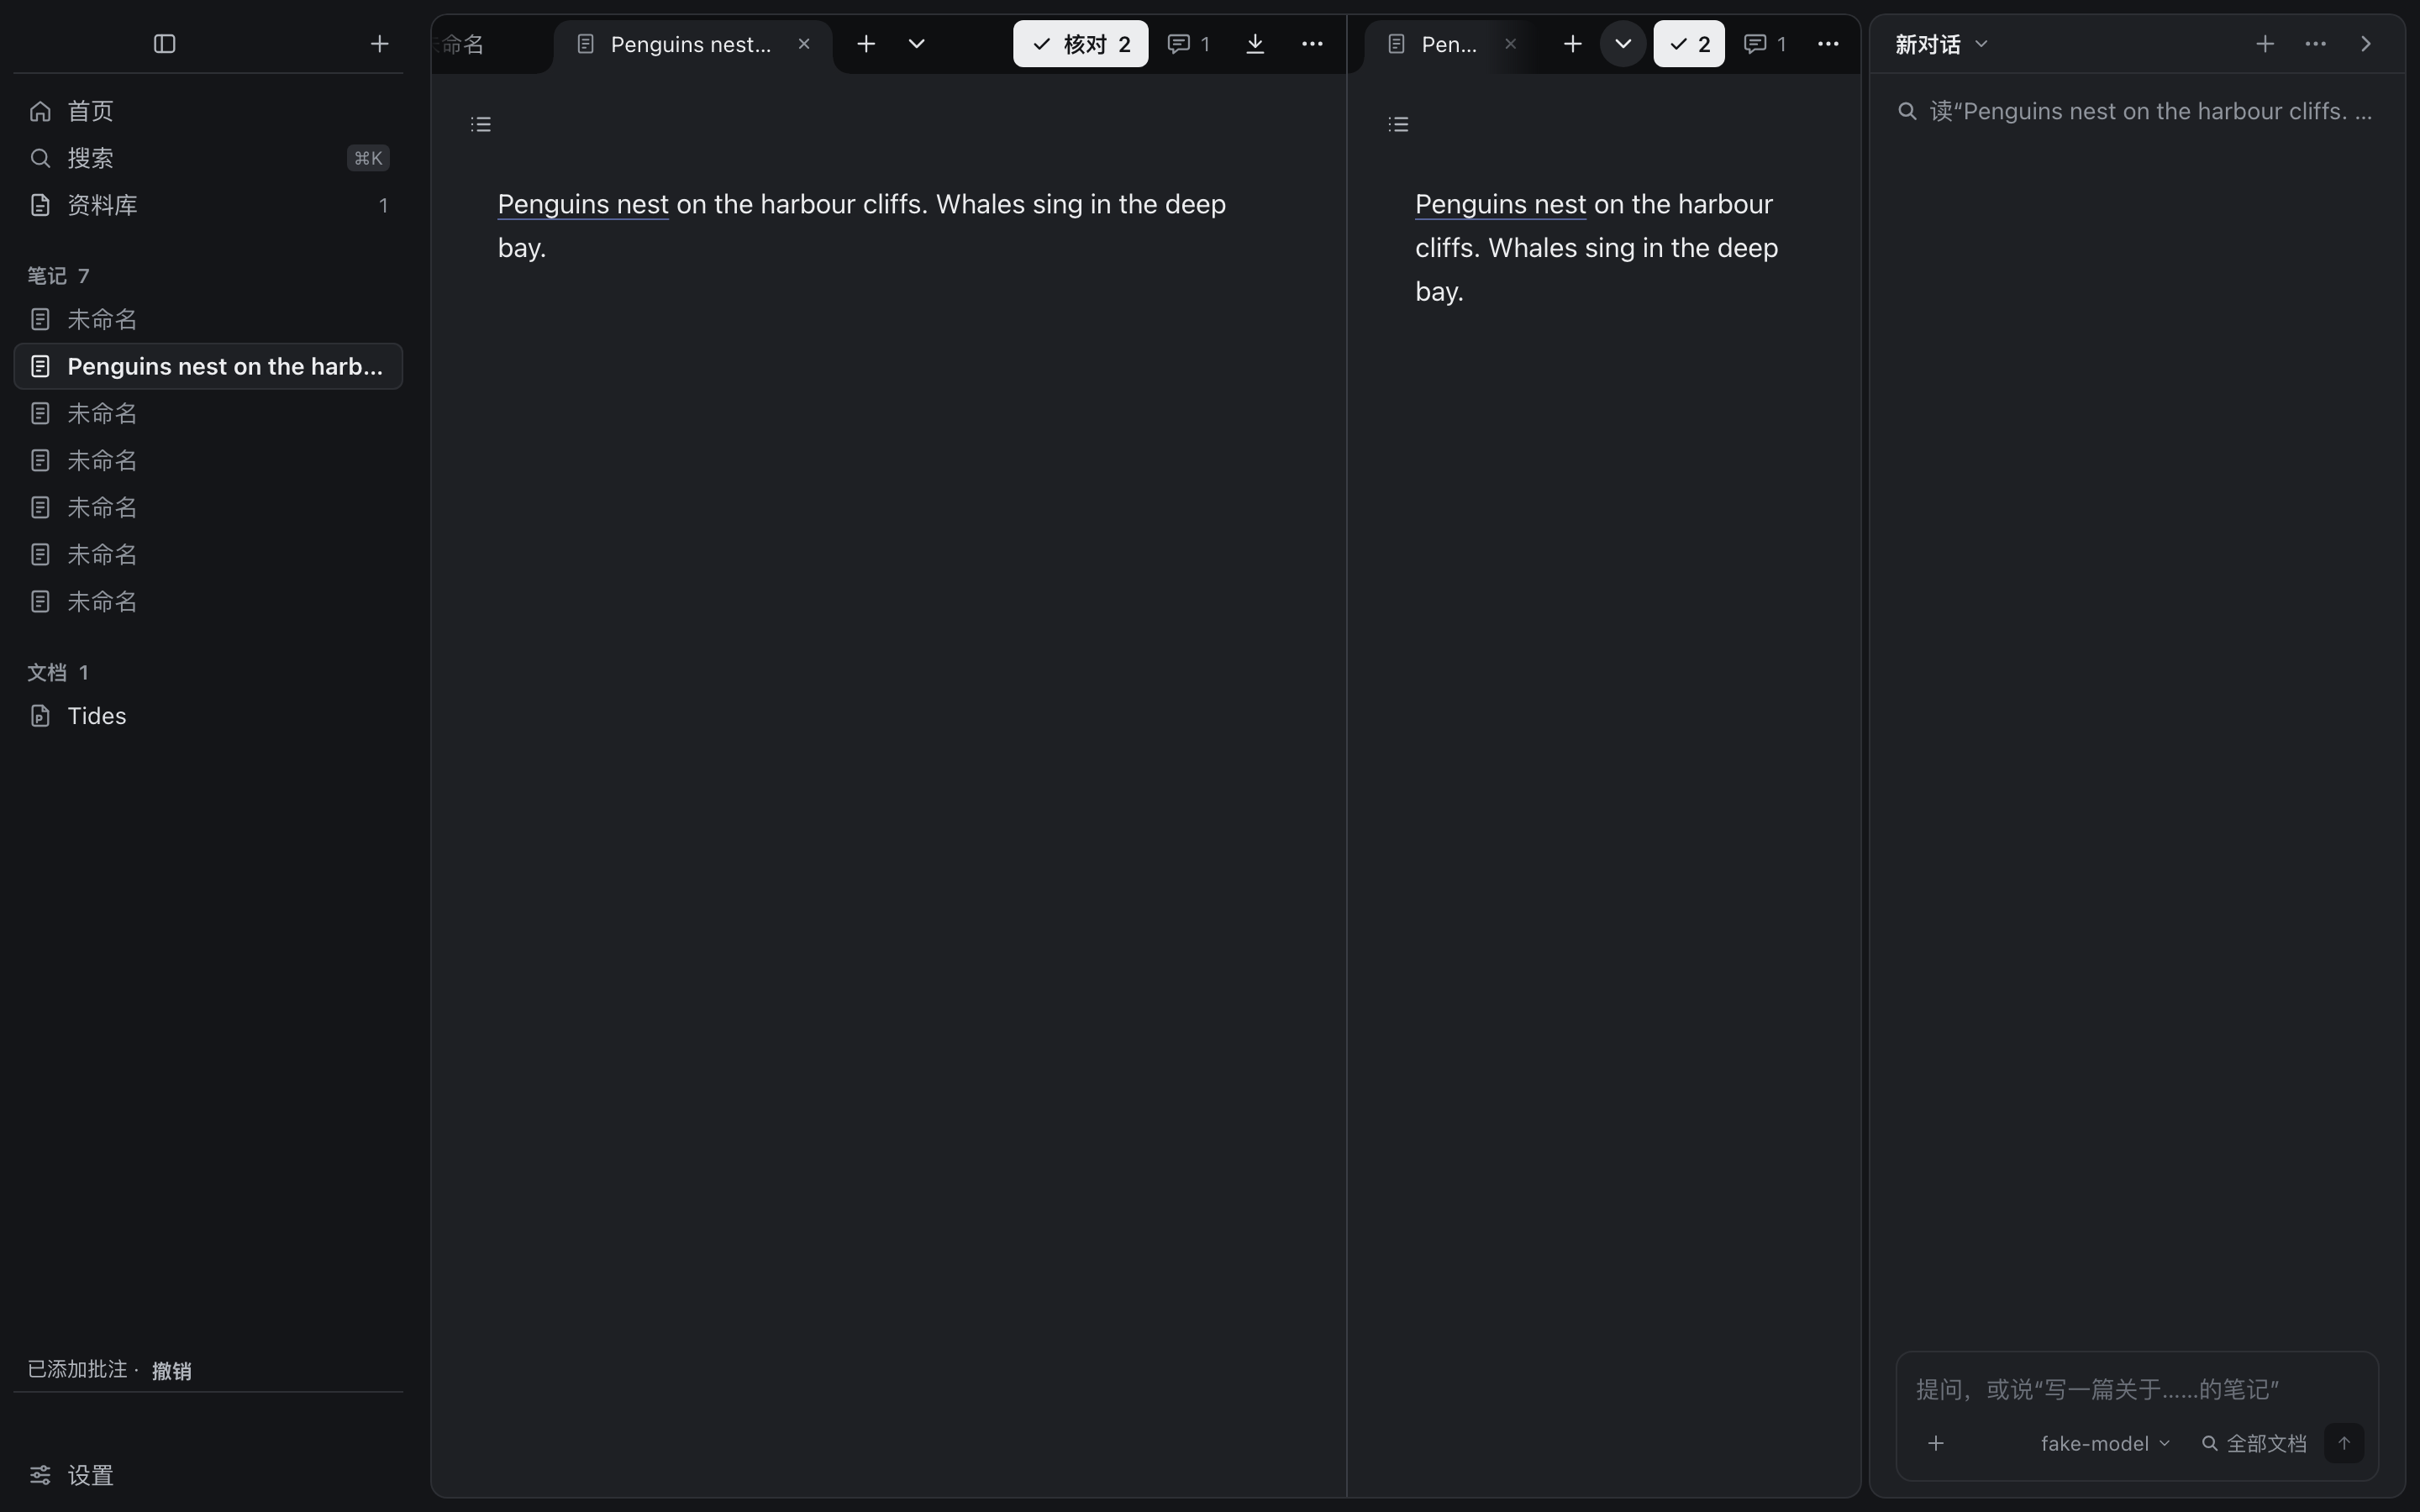 首页
搜索 ⌘K
资料库 1
笔记 7
未命名
Penguins nest on the harb...
未命名
未命名
未命名
未命名
未命名
文档 1
Tides
已添加批注 · 撤销
设置
命名
Penguins nest...
核对 2
1
Penguins nest on the harbour cliffs. Whales sing in the deep
bay.
Pen...
2
1
Penguins nest on the harbour
cliffs. Whales sing in the deep
bay.
新对话
读“Penguins nest on the harbour cliffs. ...
提问，或说“写一篇关于……的笔记”
fake-model
全部文档